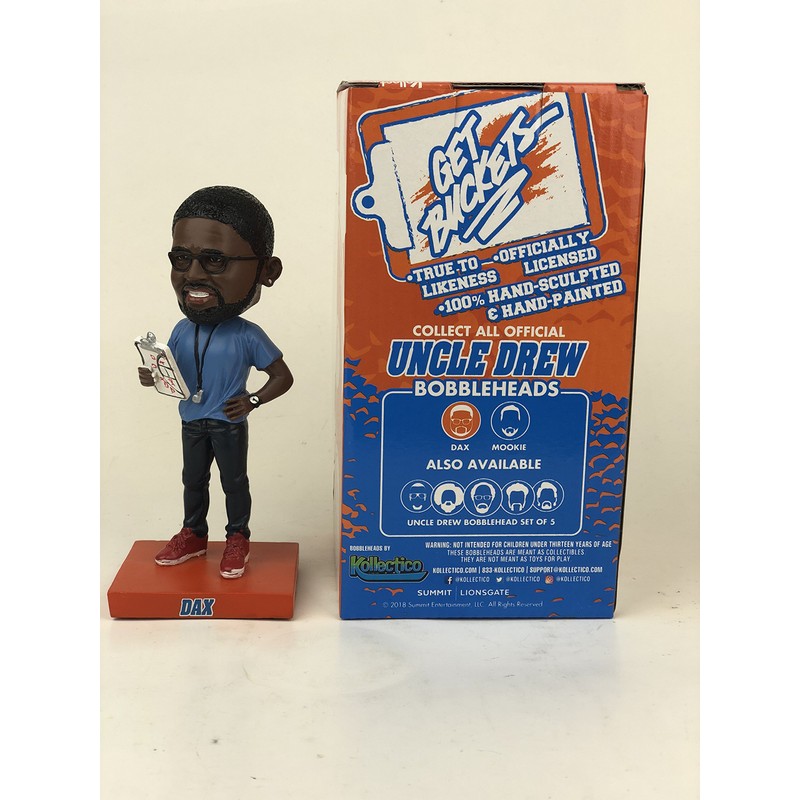 GET
BUCKETS
•TRUE TO LIKENESS
•OFFICIALLY LICENSED
•100% HAND-SCULPTED
& HAND-PAINTED
COLLECT ALL OFFICIAL
UNCLE DREW
BOBBLEHEADS
DAX MOOKIE
ALSO AVAILABLE
UNCLE DREW BOBBLEHEAD SET OF 5
BOBBLEHEADS BY
Kollectico
WARNING: NOT INTENDED FOR CHILDREN UNDER THIRTEEN YEARS OF AGE
THESE BOBBLEHEADS ARE MEANT AS COLLECTIBLES
THEY ARE NOT MEANT AS TOYS FOR PLAY
KOLLECTICO.COM | 833-KOLLECTICO | SUPPORT@KOLLECTICO.COM
@KOLLECTICO @KOLLECTICO @KOLLECTICO
SUMMIT | LIONSGATE
© 2018 Summit Entertainment, LLC. All Rights Reserved
DAX